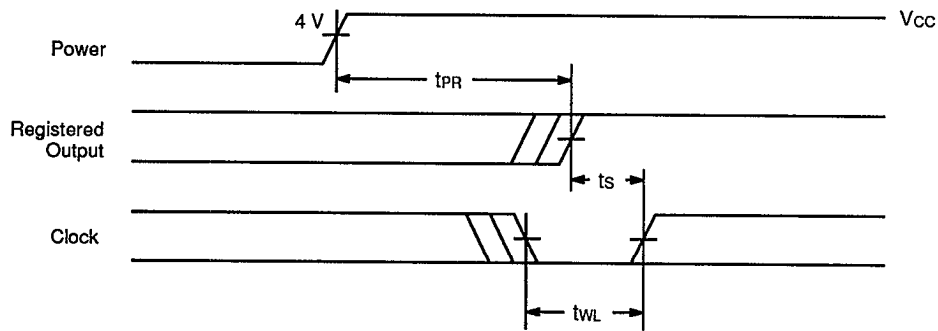 4 V
VCC
Power
tPR
Registered
Output
tS
Clock
tWL